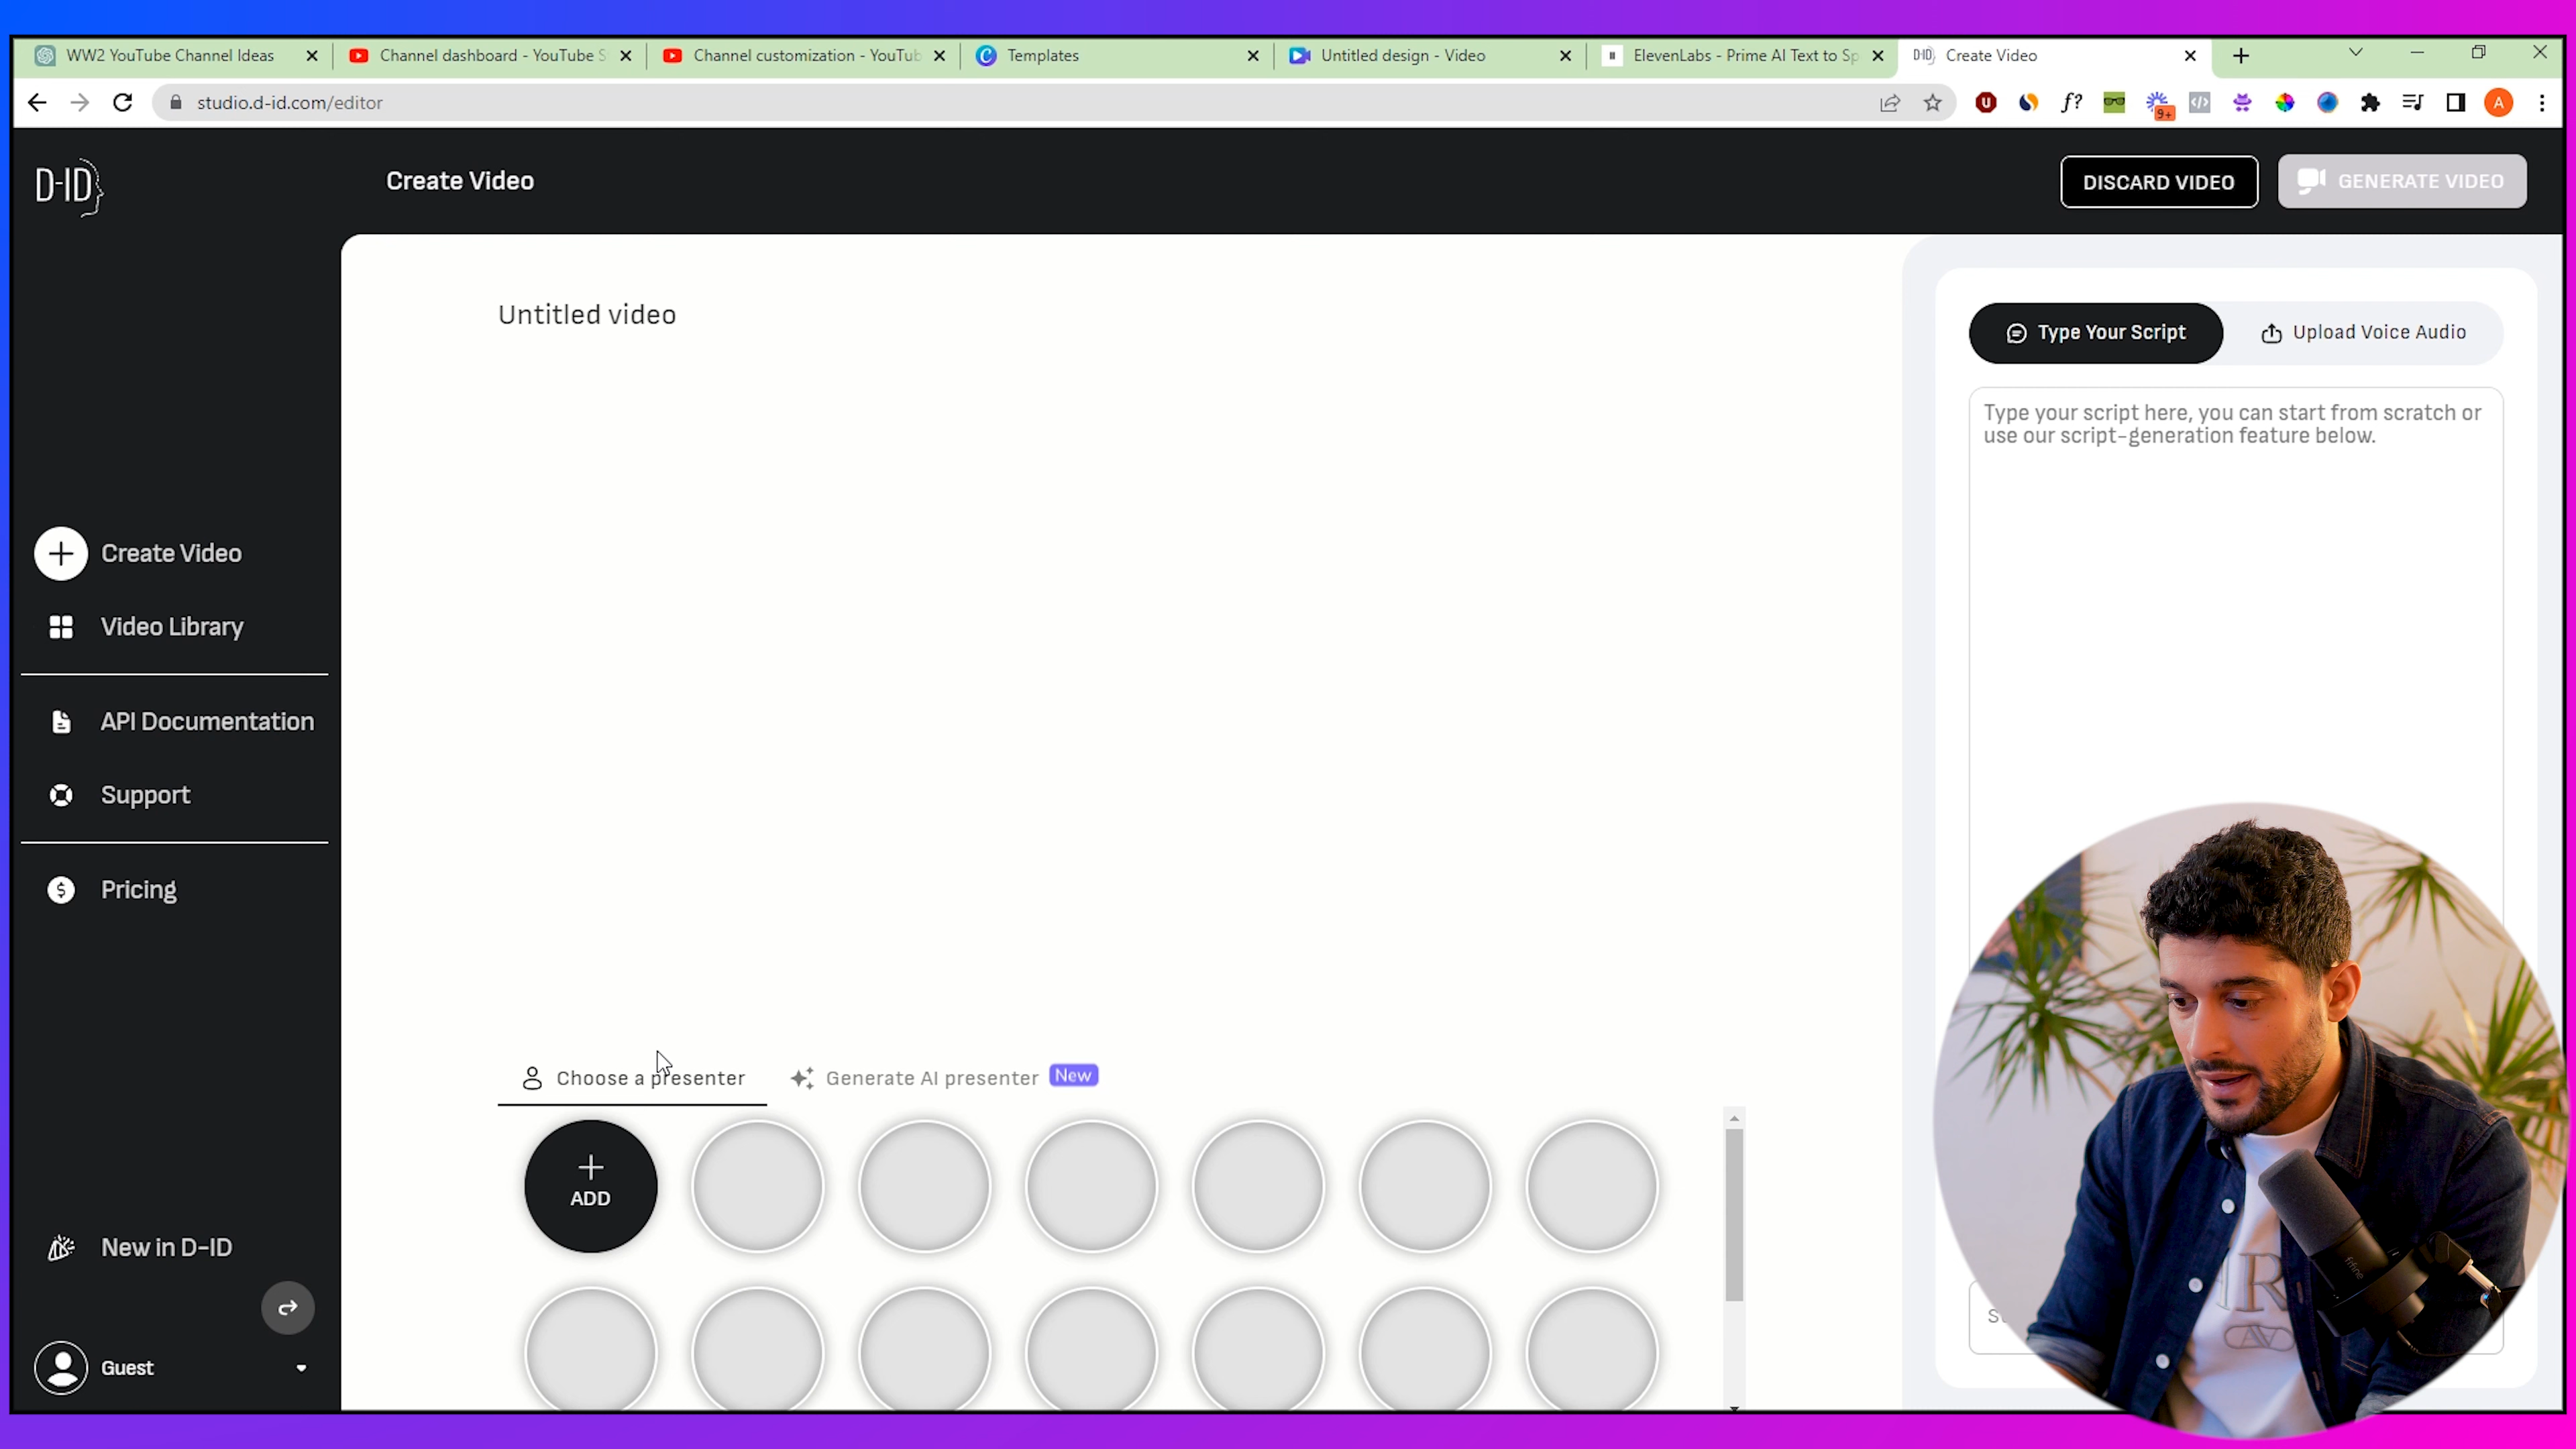 WW2 YouTube Channel Ideas
Channel dashboard - YouTube S
Channel customization - YouTub
Templates
Untitled design - Video
ElevenLabs - Prime AI Text to Sp
D-ID
Create Video
studio.d-id.com/editor
f?
9+
A
D-ID
Create Video
DISCARD VIDEO
GENERATE VIDEO
Untitled video
Type Your Script
Upload Voice Audio
Type your script here, you can start from scratch or
use our script-generation feature below.
Create Video
Video Library
API Documentation
Support
Pricing
Choose a presenter
Generate AI presenter
New
ADD
New in D-ID
Guest
fifine